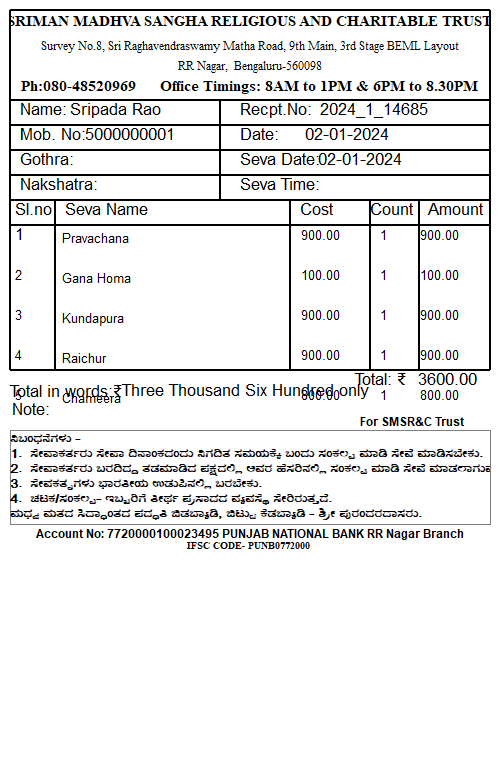 SRIMAN MADHVA SANGHA RELIGIOUS AND CHARITABLE TRUST
Survey No.8, Sri Raghavendraswamy Matha Road, 9th Main, 3rd Stage BEML Layout
RR Nagar, Bengaluru-560098
Ph:080-48520969 Office Timings: 8AM to 1PM & 6PM to 8.30PM
Name: Sripada Rao Recpt.No: 2024_1_14685
Mob. No:5000000001 Date: 02-01-2024
Gothra: Seva Date:02-01-2024
Nakshatra: Seva Time:
Sl.no Seva Name Cost Count Amount
1 Pravachana 900.00 1 900.00
2 Gana Homa 100.00 1 100.00
3 Kundapura 900.00 1 900.00
4 Raichur 900.00 1 900.00
Total: ₹ 3600.00
Total in words:₹Three Thousand Six Hundred only
5 Chameera 800.00 1 800.00
Note:
For SMSR&C Trust
ನಿಬಂಧನೆಗಳು –
1. ಸೇವಾಕರ್ತರು ಸೇವಾ ದಿನಾಂಕದಂದು ನಿಗದಿತ ಸಮಯಕ್ಕೆ ಬಂದು ಸಂಕಲ್ಪ ಮಾಡಿ ಸೇವೆ ಮಾಡಿಸಬೇಕು.
2. ಸೇವಾಕರ್ತರು ಬರದಿದ್ದ ತಡಮಾಡಿದ ಪಕ್ಷದಲ್ಲಿ ಅವರ ಹೆಸರಿನಲ್ಲಿ ಸಂಕಲ್ಪ ಮಾಡಿ ಸೇವೆ ಮಾಡಲಾಗುವ
3. ಸೇವಕರ್ತೃಗಳು ಭಾರತೀಯ ಉಡುಪಿನಲ್ಲಿ ಬರಬೇಕು.
4. ಚಟಕ/ಸಂಕಲ್ಪ– ಇಬ್ಬರಿಗೆ ತೀರ್ಥ ಪ್ರಸಾದದ ವ್ಯವಸ್ಥೆ ಸೇರಿರುತ್ತದೆ.
ಮಧ್ವ ಮತದ ಸಿದ್ಧಾಂತದ ಪದ್ಧತಿ ಬಿಡಬ್ಯಾಡಿ, ಬಿಟ್ಟು ಕೆಡಬ್ಯಾಡಿ – ಶ್ರೀ ಪುರಂದರದಾಸರು.
Account No: 7720000100023495 PUNJAB NATIONAL BANK RR Nagar Branch
IFSC CODE- PUNB0772000